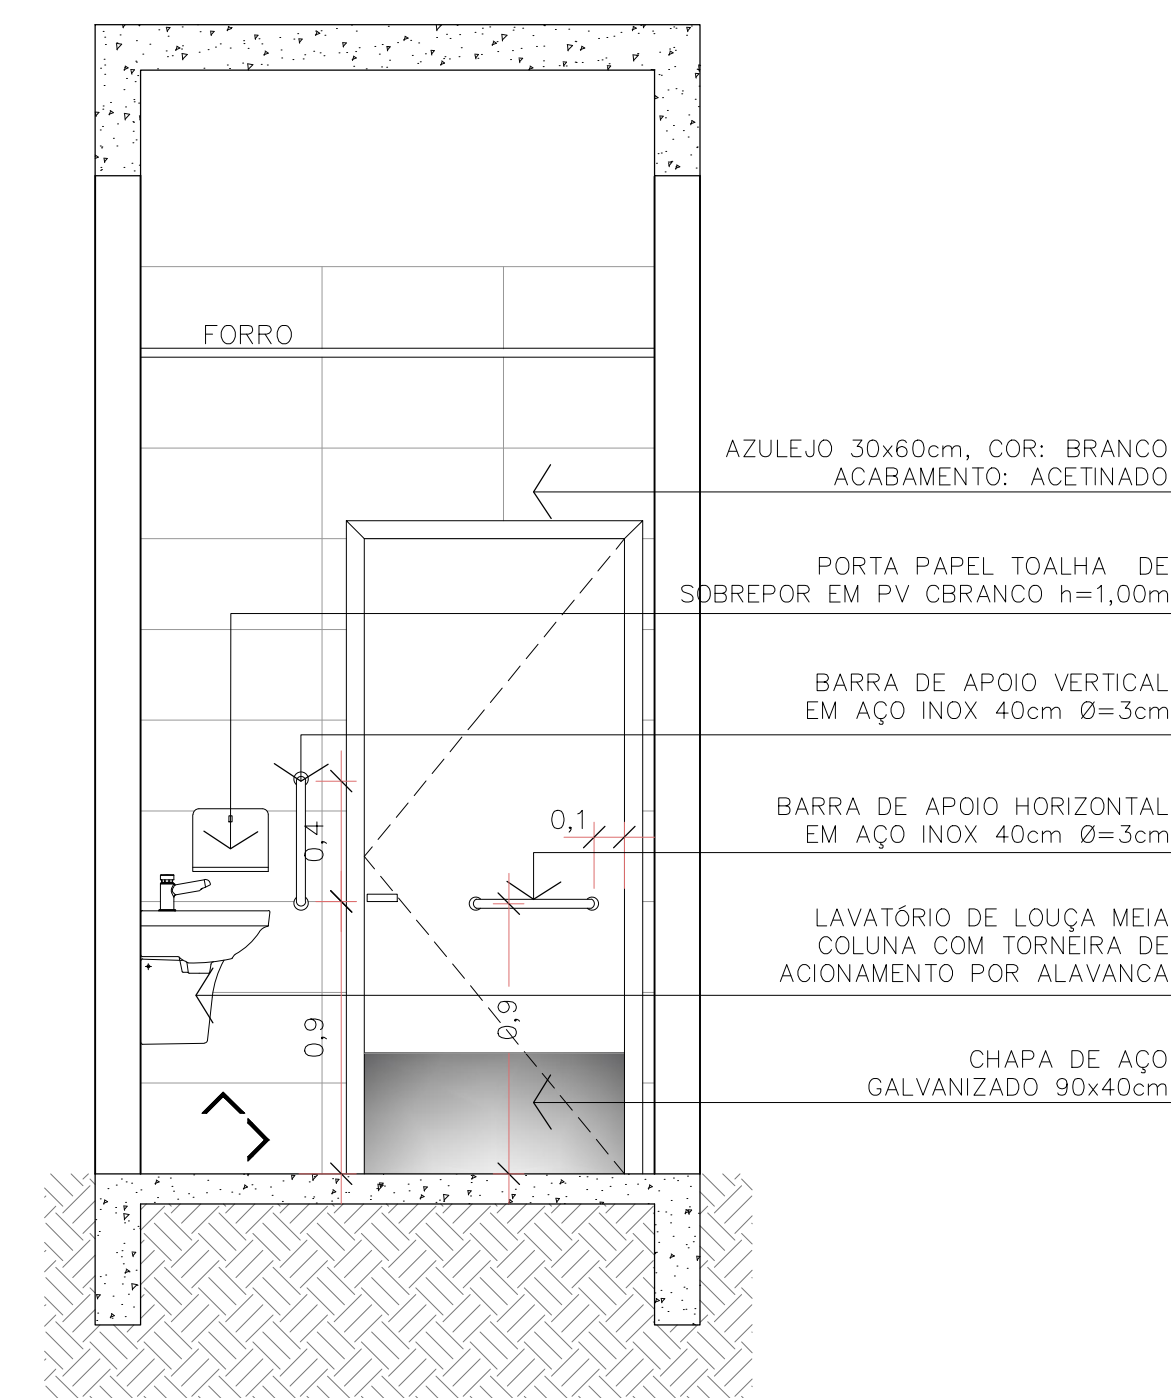 FORRO
AZULEJO 30x60cm, COR: BRANCO
ACABAMENTO: ACETINADO
PORTA PAPEL TOALHA DE
SOBREPOR EM PV CBRANCO h=1,00m
BARRA DE APOIO VERTICAL
EM AÇO INOX 40cm Ø=3cm
BARRA DE APOIO HORIZONTAL
EM AÇO INOX 40cm Ø=3cm
0,1
0,4
LAVATÓRIO DE LOUÇA MEIA
COLUNA COM TORNEIRA DE
ACIONAMENTO POR ALAVANCA
0,9
0,9
CHAPA DE AÇO
GALVANIZADO 90x40cm